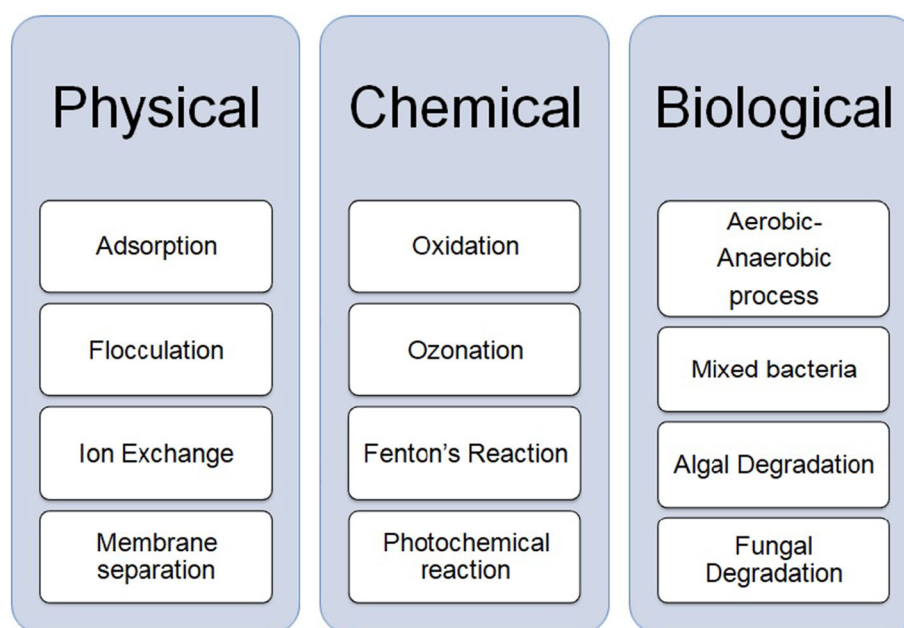 Physical
Adsorption
Flocculation
Ion Exchange
Membrane
separation
Chemical
Oxidation
Ozonation
Fenton's Reaction
Photochemical
reaction
Biological
Aerobic-
Anaerobic
process
Mixed bacteria
Algal Degradation
Fungal
Degradation